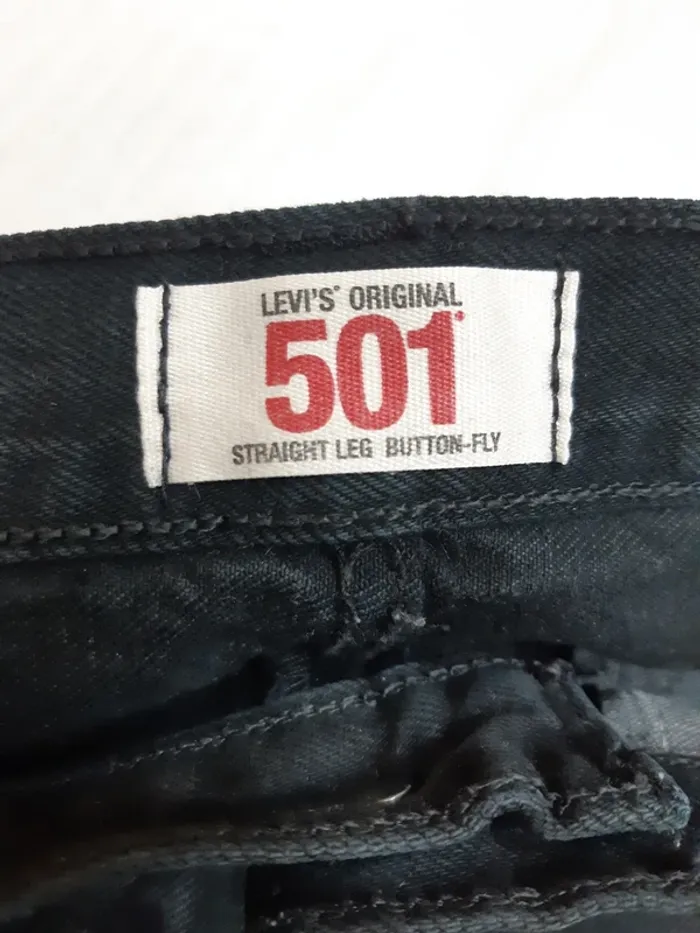 LEVI'S® ORIGINAL
501®
STRAIGHT LEG BUTTON-FLY